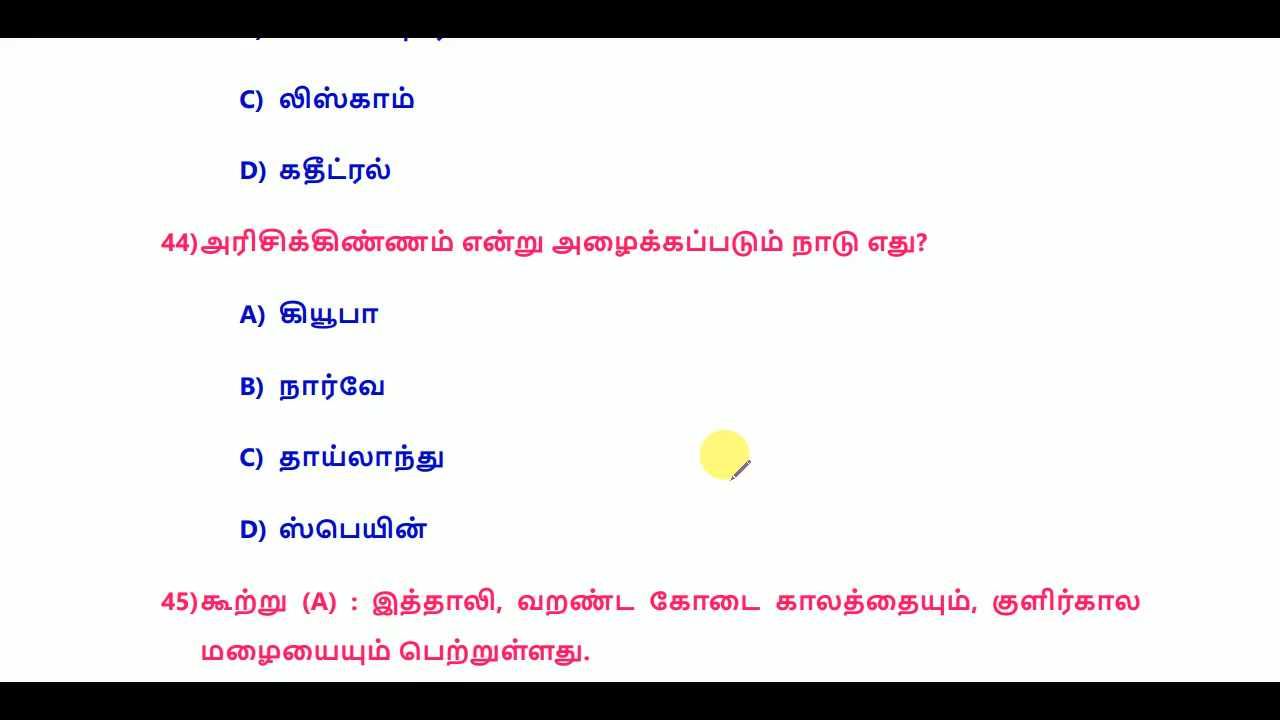 C) லிஸ்காம்
D) கதீட்ரல்
44)அரிசிக்கிண்ணம் என்று அழைக்கப்படும் நாடு எது?
A) கியூபா
B) நார்வே
C) தாய்லாந்து
D) ஸ்பெயின்
45)கூற்று (A) : இத்தாலி, வறண்ட கோடை காலத்தையும், குளிர்கால
மழையையும் பெற்றுள்ளது.